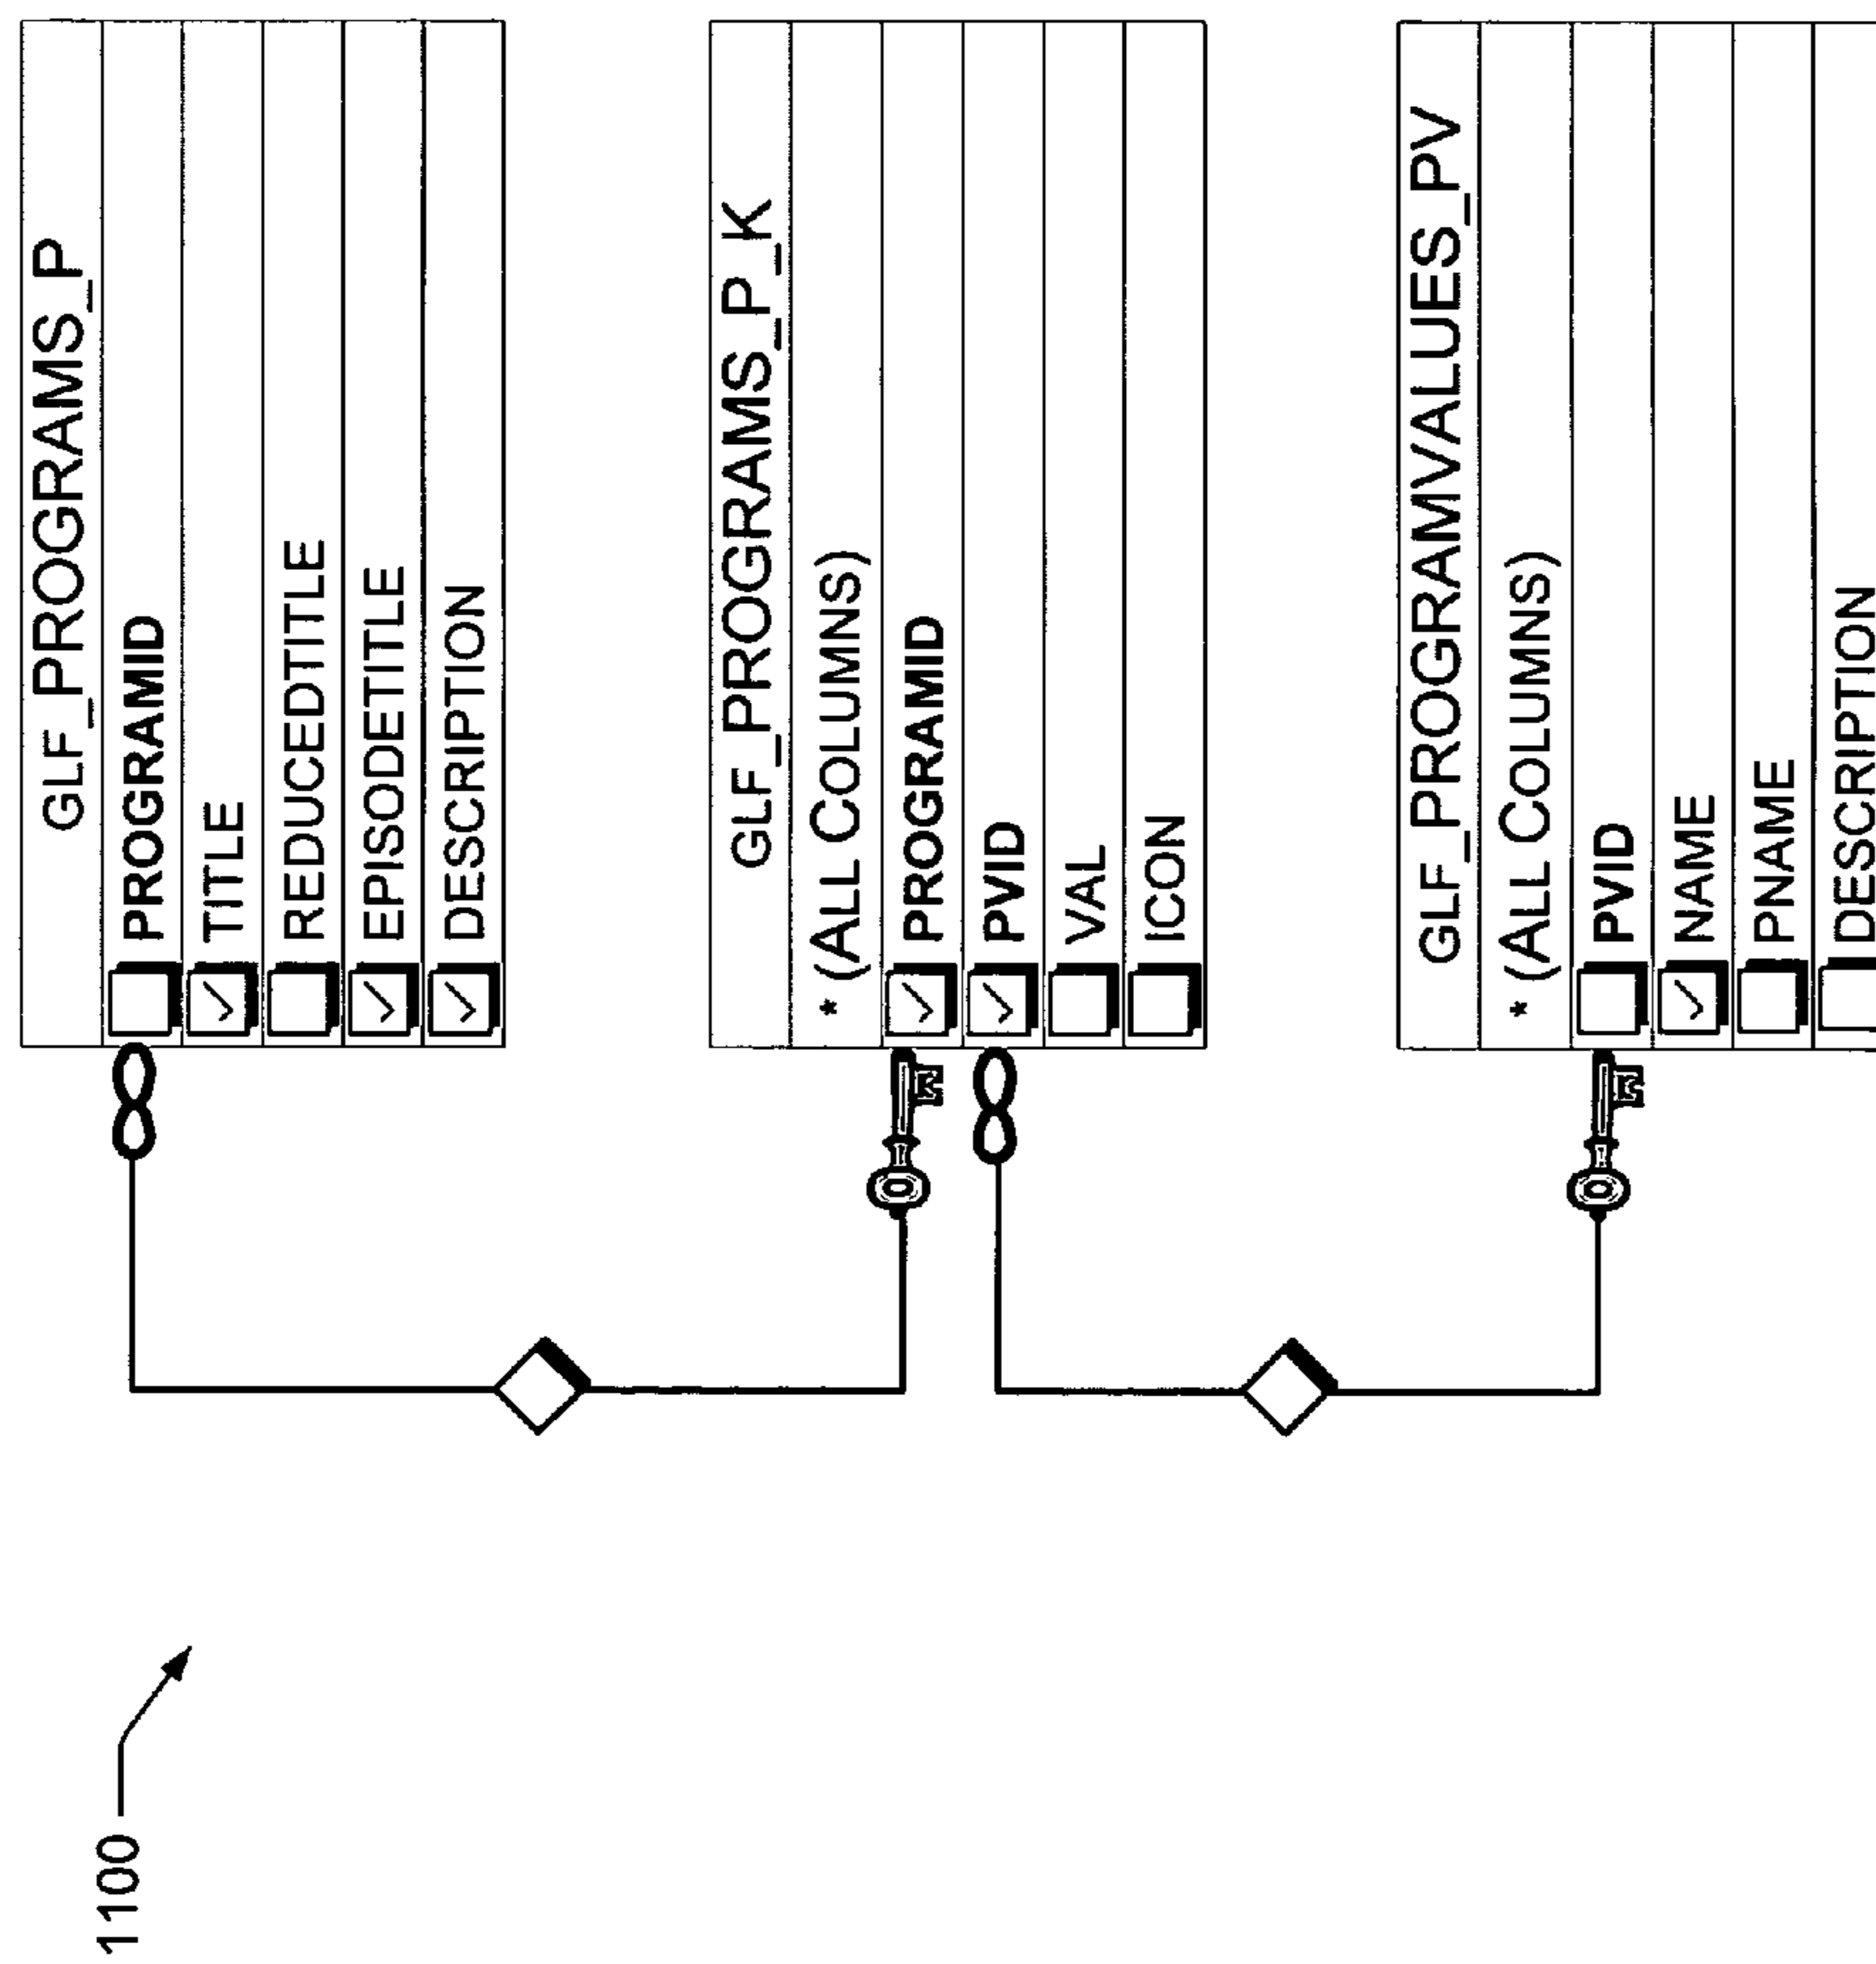 1100
GLF_PROGRAMS_P
PROGRAMID
TITLE
REDUCEDTITLE
EPISODETITLE
DESCRIPTION
GLF_PROGRAMS_P_K
* (ALL COLUMNS)
PROGRAMID
PVID
VAL
ICON
GLF_PROGRAMVALUES_PV
* (ALL COLUMNS)
PVID
NAME
PNAME
DESCRIPTION